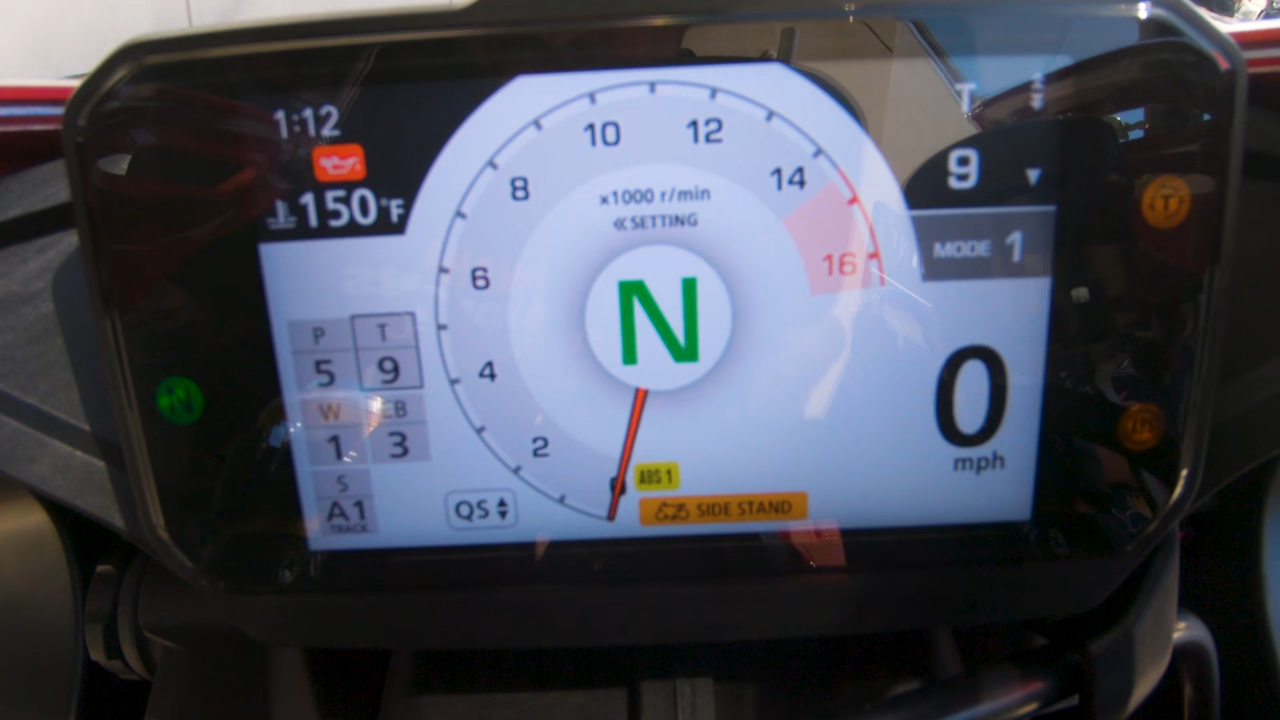 1:12
150°F
10
12
8
14
6
16
4
2
0
x1000 r/min
«SETTING
N
T
9
T
MODE 1
P
T
5
9
W
EB
1
3
S
A1
TRACK
N
QS
ABS 1
SIDE STAND
0
mph